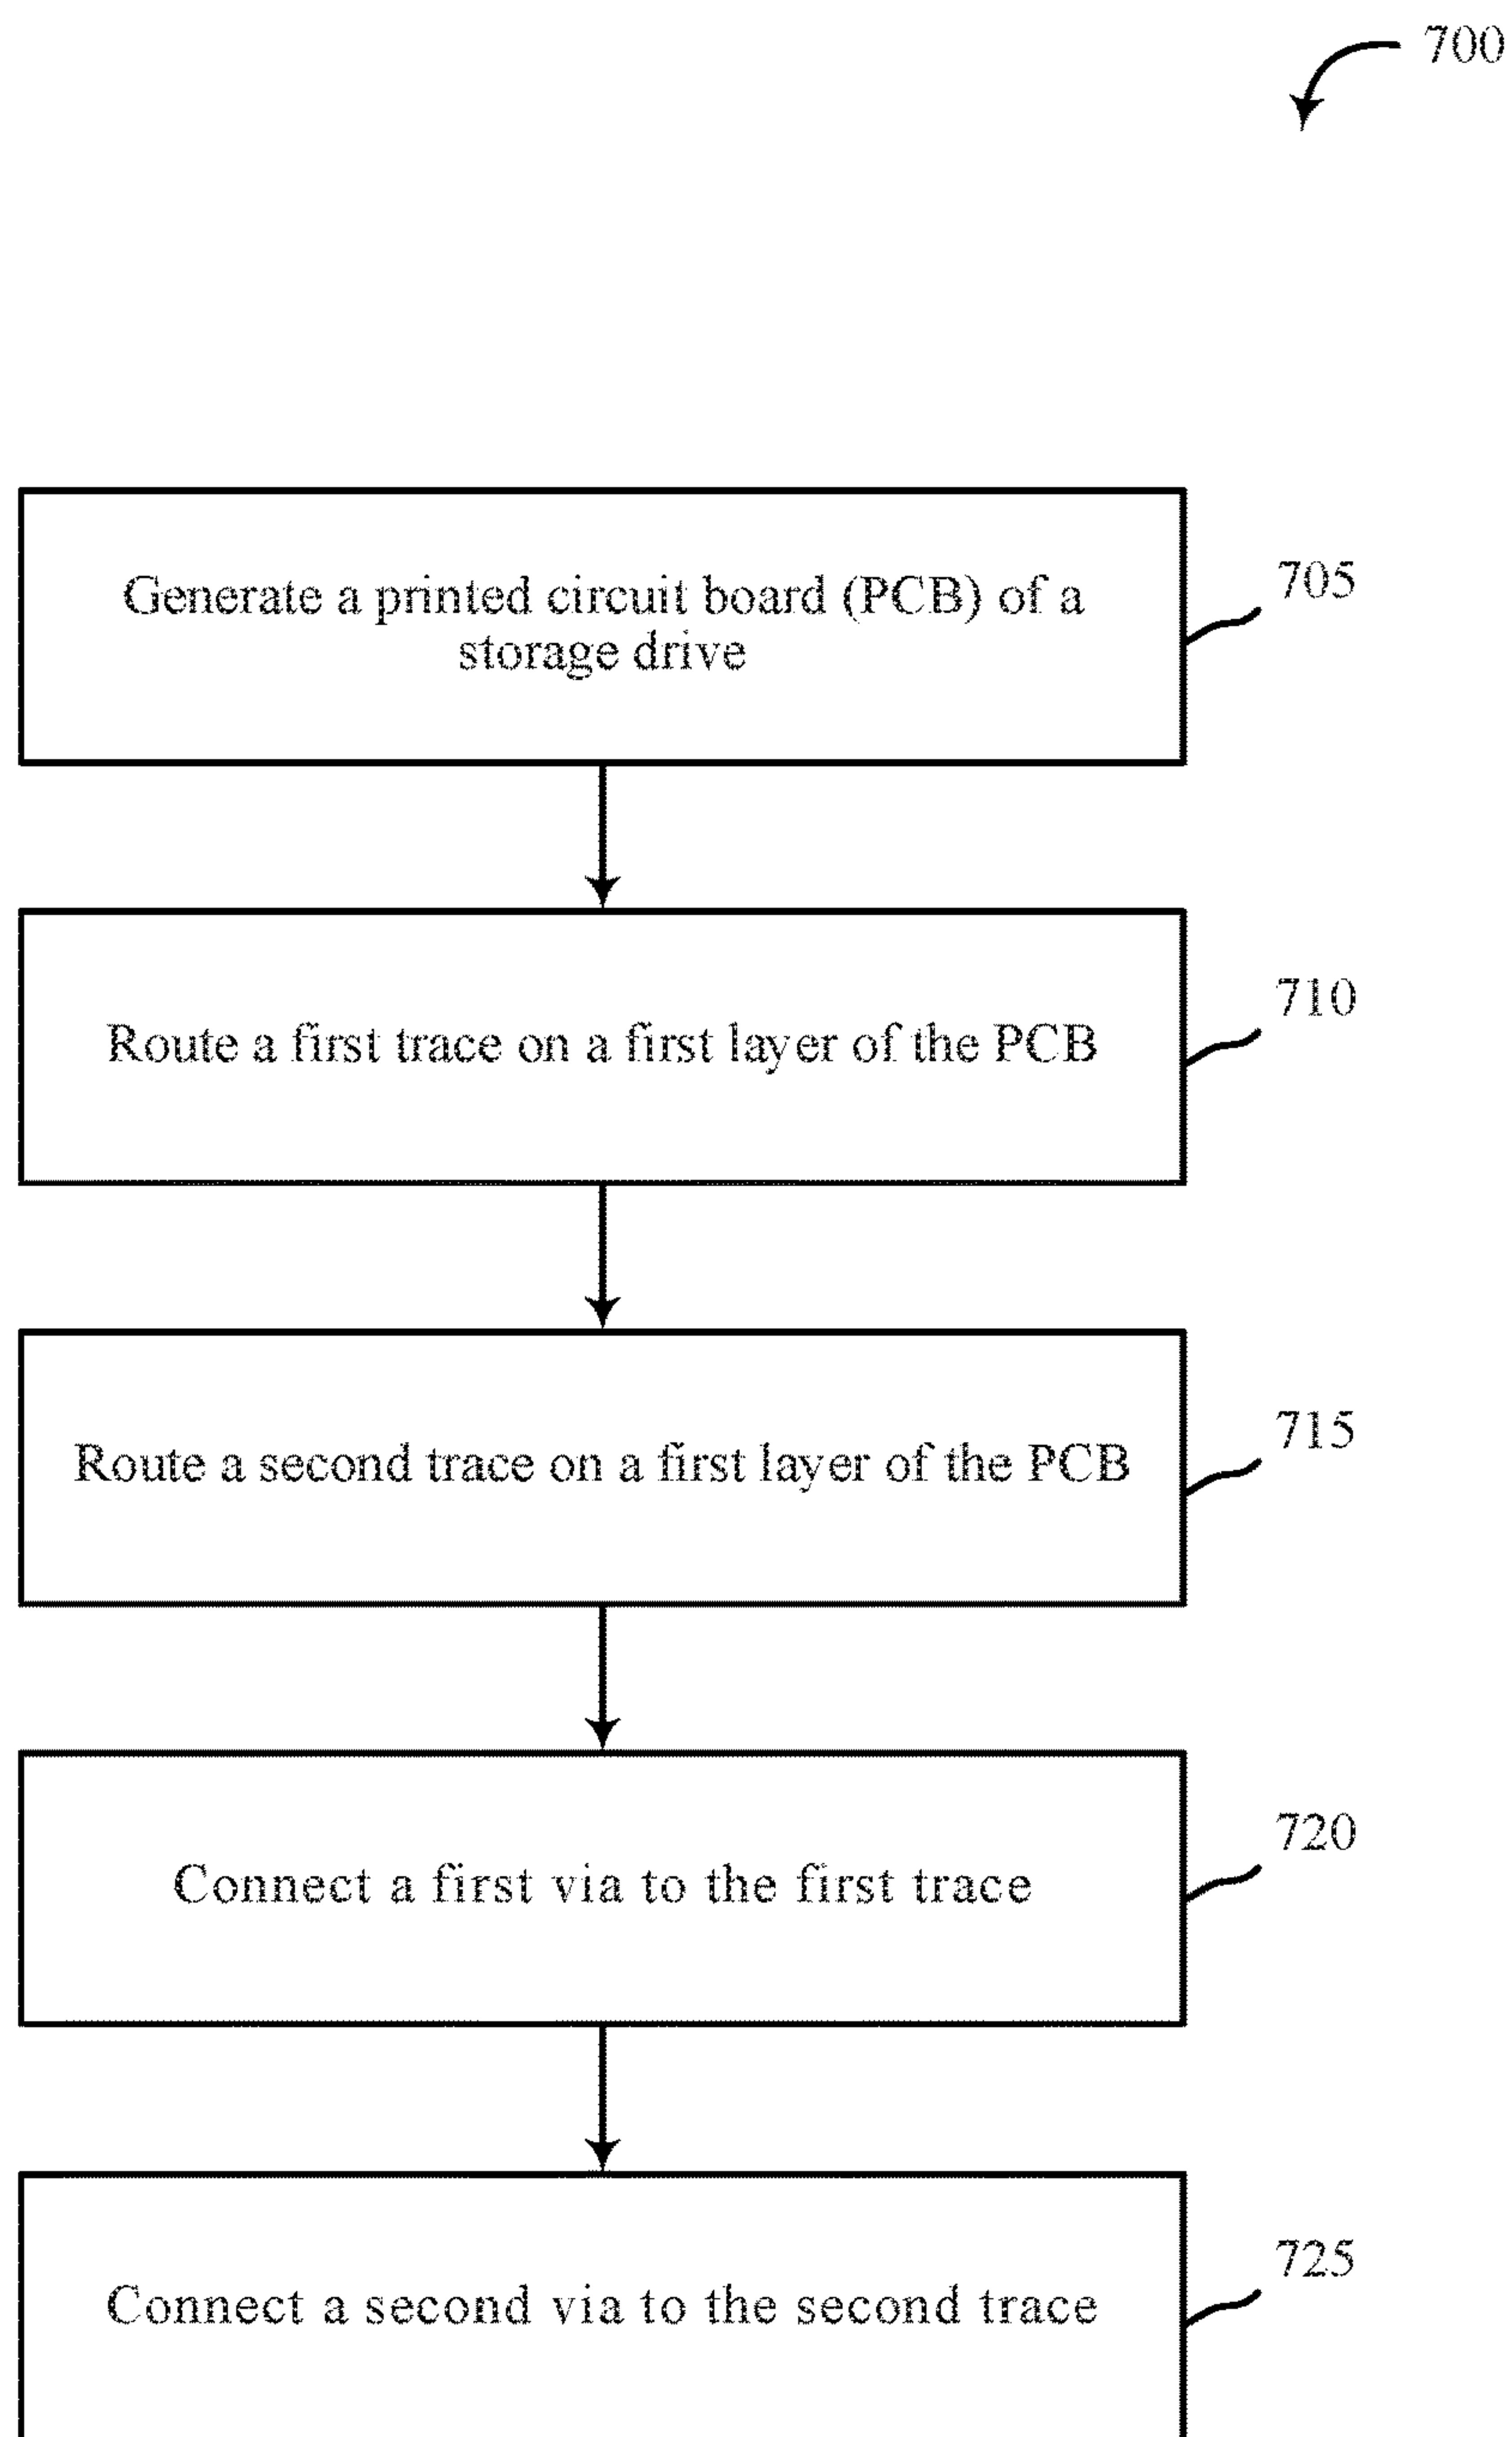 700
Generate a printed circuit board (PCB) of a
storage drive
705
Route a first trace on a first layer of the PCB
710
Route a second trace on a first layer of the PCB
715
Connect a first via to the first trace
720
Connect a second via to the second trace
725